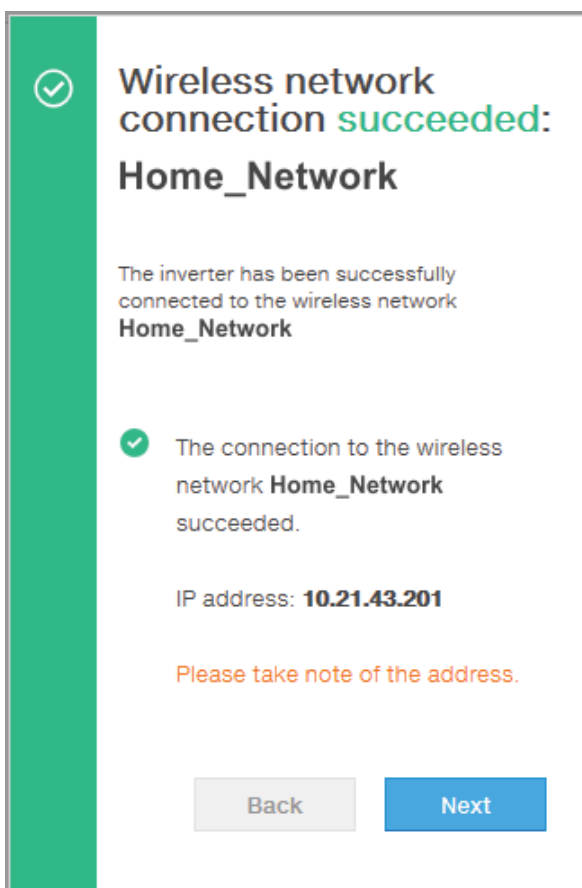 Wireless network
connection succeeded:
Home_Network
The inverter has been successfully
connected to the wireless network
Home_Network
The connection to the wireless
network Home_Network
succeeded.
IP address: 10.21.43.201
Please take note of the address.
Back
Next